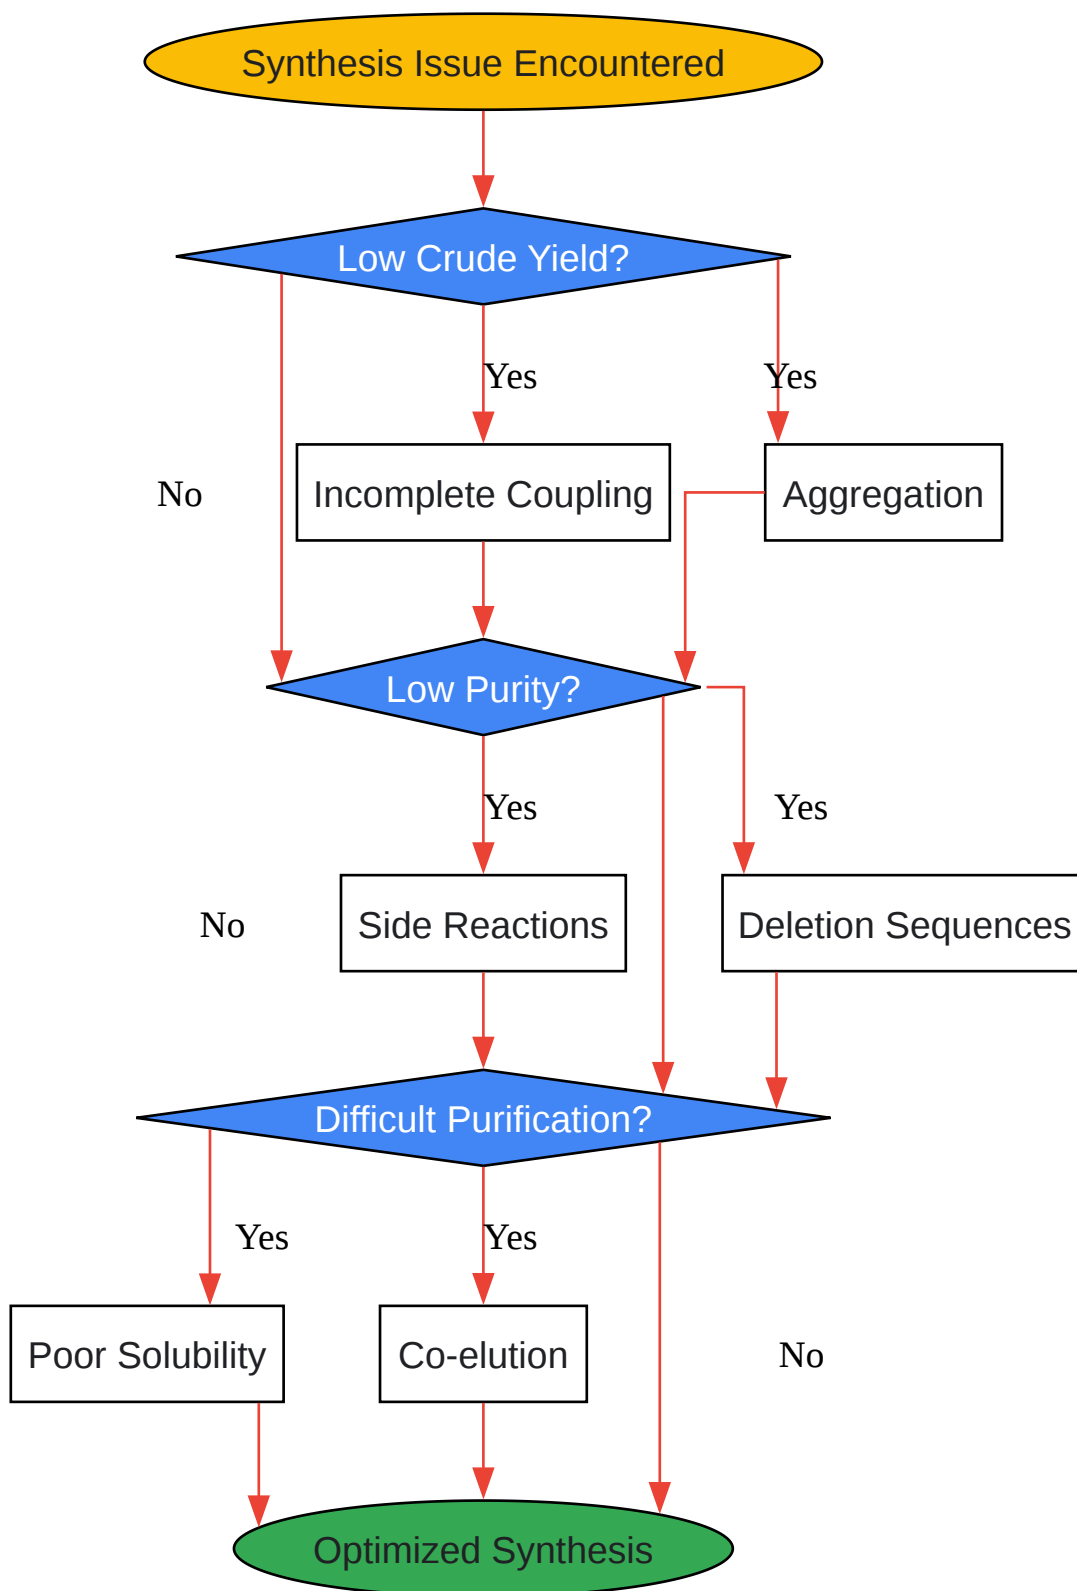 Synthesis Issue Encountered
Low Crude Yield?
Yes
Yes
No
Incomplete Coupling
Aggregation
Low Purity?
Yes
Yes
No
Side Reactions
Deletion Sequences
Difficult Purification?
Yes
Yes
Poor Solubility
Co-elution
No
Optimized Synthesis